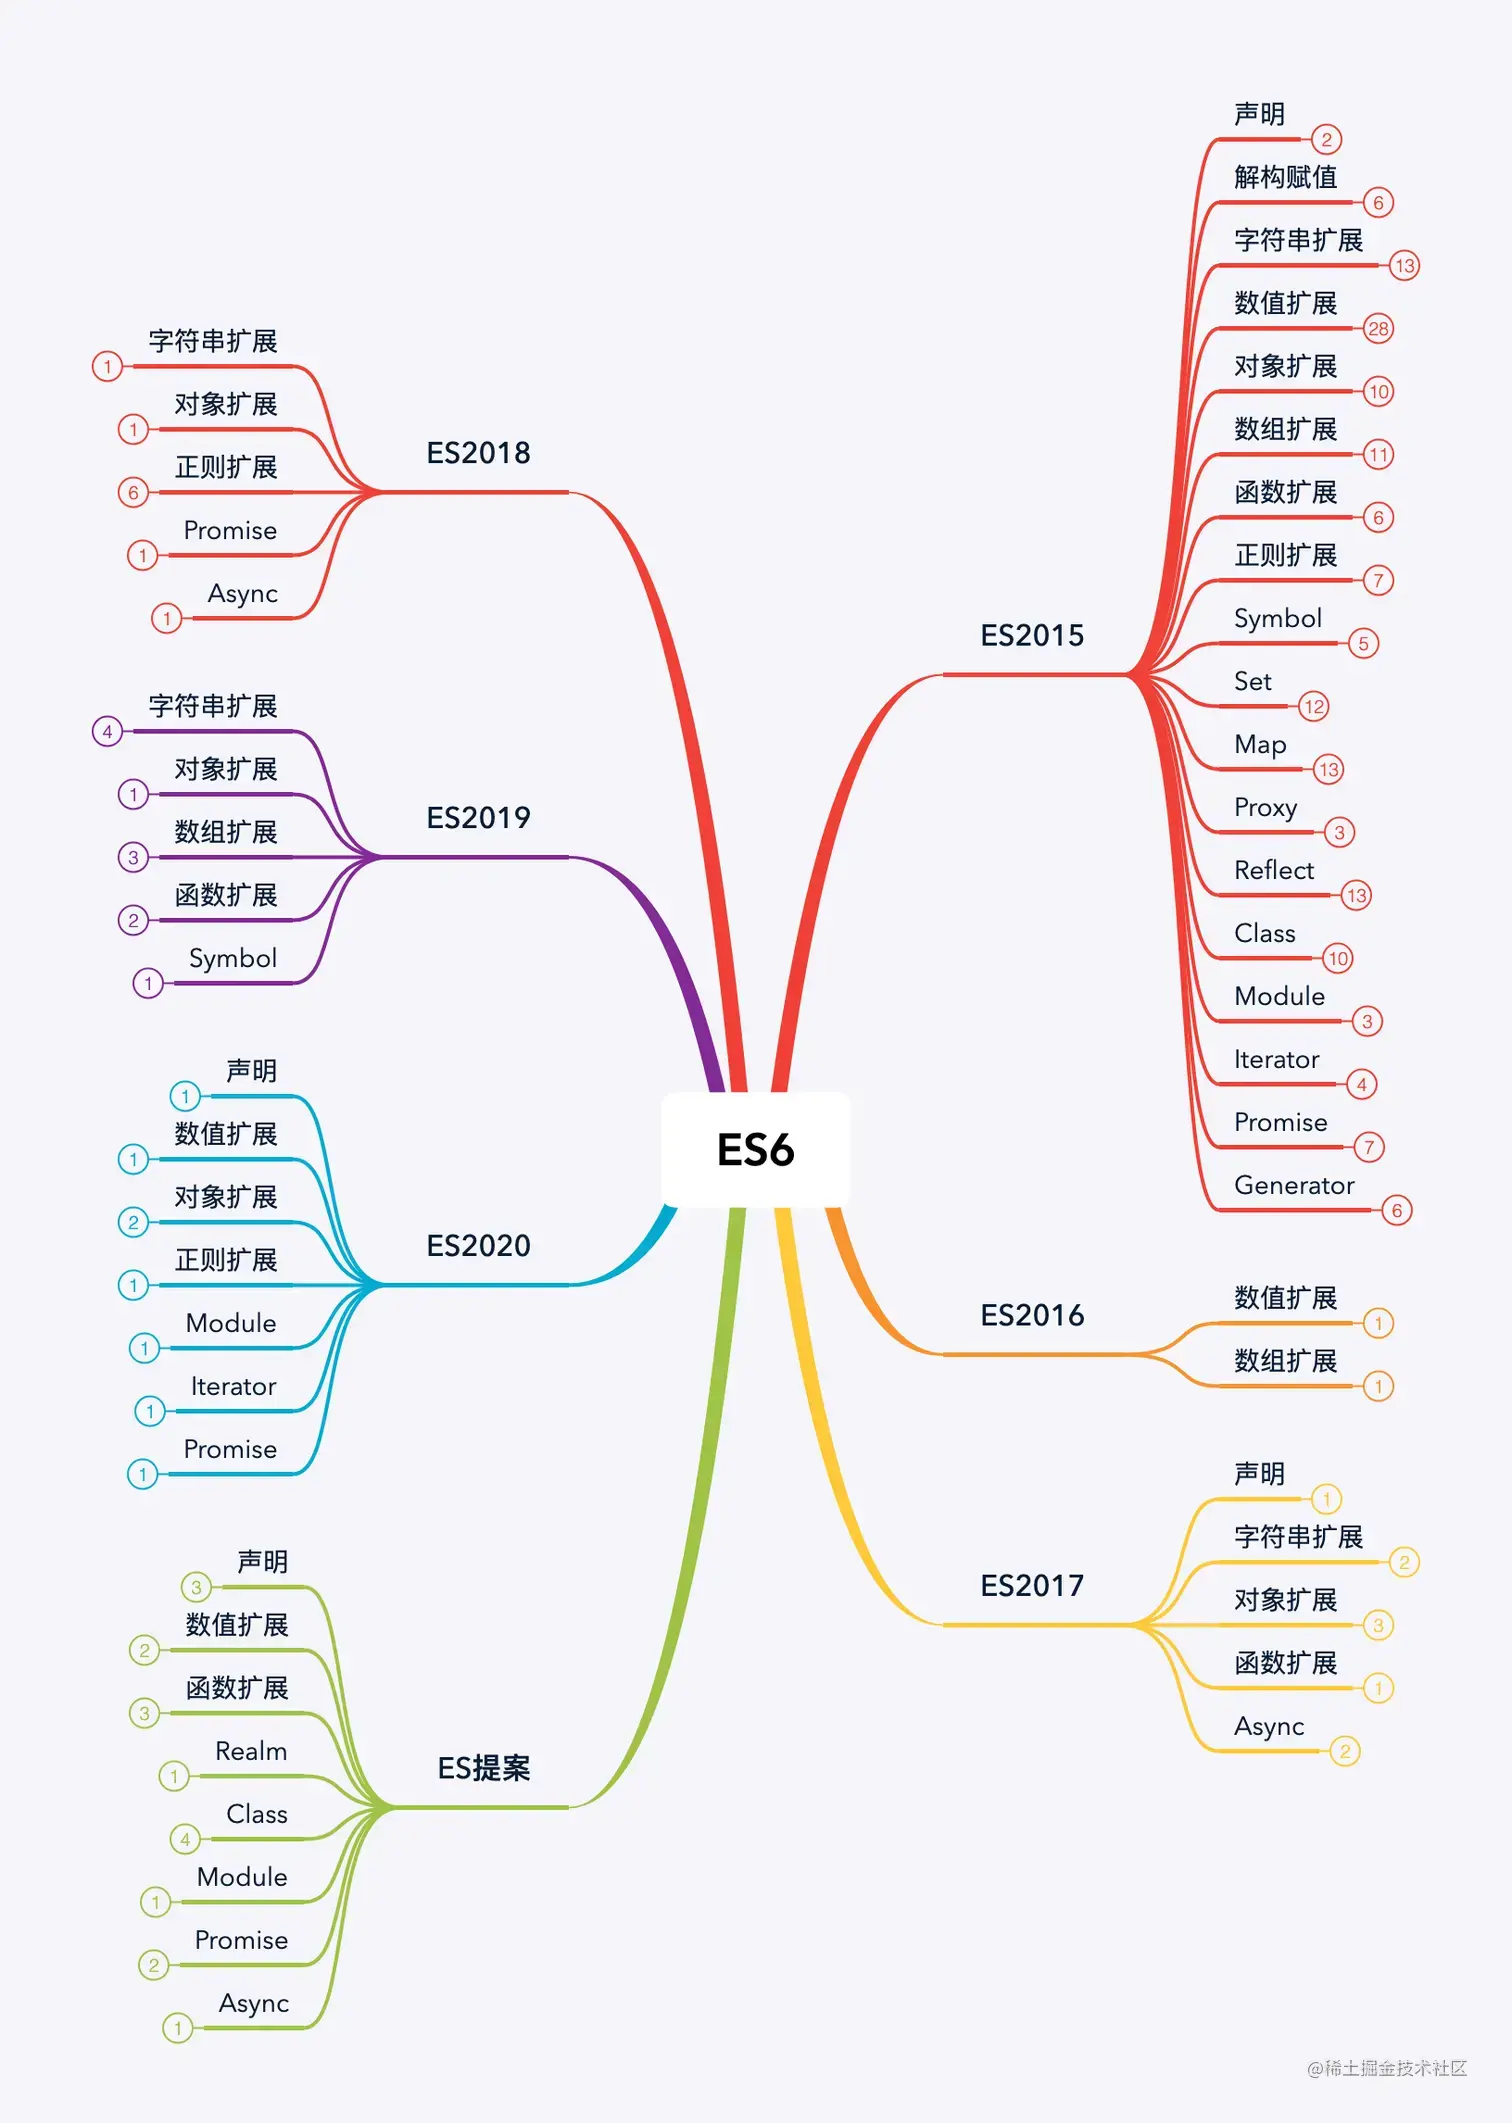 ES6
ES2015
声明
2
解构赋值
6
字符串扩展
13
数值扩展
28
对象扩展
10
数组扩展
11
函数扩展
6
正则扩展
7
Symbol
5
Set
12
Map
13
Proxy
3
Reflect
13
Class
10
Module
3
Iterator
4
Promise
7
Generator
6
ES2016
数值扩展
1
数组扩展
1
ES2017
声明
1
字符串扩展
2
对象扩展
3
函数扩展
1
Async
2
ES2018
字符串扩展
1
对象扩展
1
正则扩展
6
Promise
1
Async
1
ES2019
字符串扩展
4
对象扩展
1
数组扩展
3
函数扩展
2
Symbol
1
ES2020
声明
1
数值扩展
1
对象扩展
2
正则扩展
1
Module
1
Iterator
1
Promise
1
ES提案
声明
3
数值扩展
2
函数扩展
3
Realm
1
Class
4
Module
1
Promise
2
Async
1
@稀土掘金技术社区